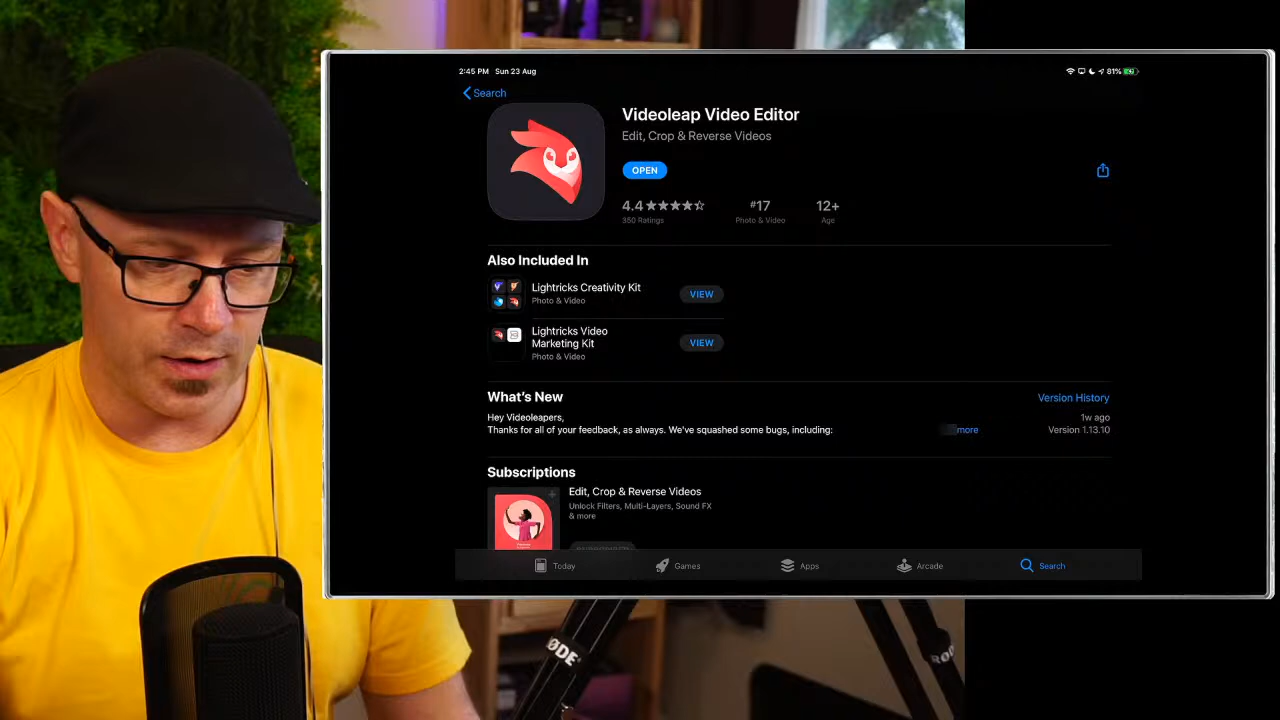 2:45 PM Sun 23 Aug
81%
Search
Videoleap Video Editor
Edit, Crop & Reverse Videos
OPEN
4.4
#17
12+
350 Ratings
Photo & Video
Age
Also Included In
Lightricks Creativity Kit
Photo & Video
VIEW
Lightricks Video
Marketing Kit
Photo & Video
VIEW
What's New
Version History
Hey Videoleapers,
1w ago
Thanks for all of your feedback, as always. We've squashed some bugs, including:
more
Version 1.13.10
Subscriptions
Edit, Crop & Reverse Videos
Unlock Filters, Multi-Layers, Sound FX
& more
Today
Games
Apps
Arcade
Search
RØDE